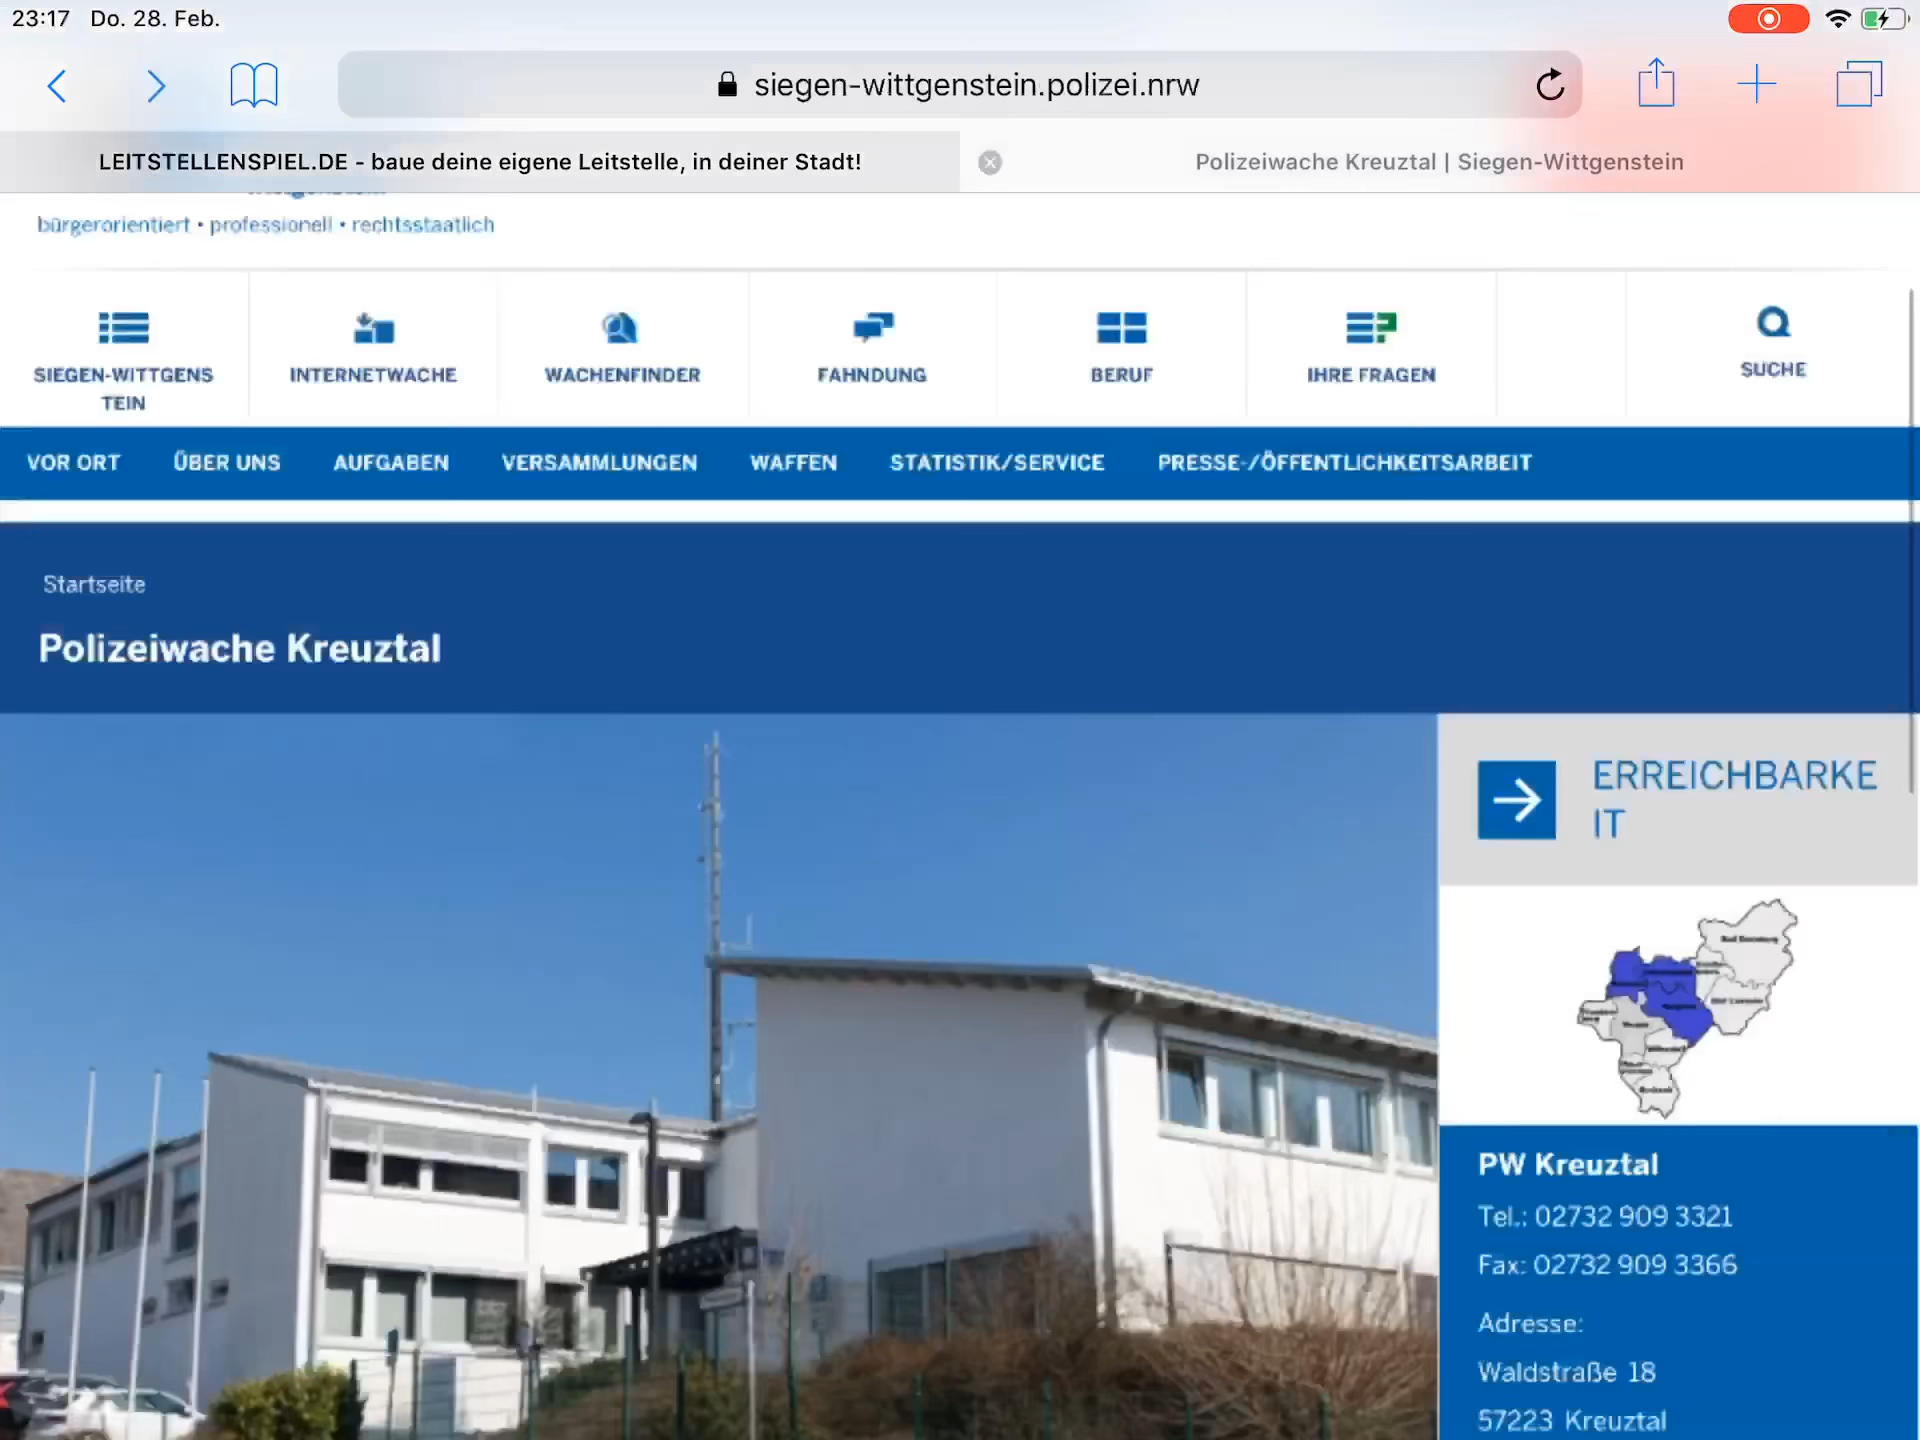 23:17 Do. 28. Feb.
siegen-wittgenstein.polizei.nrw
LEITSTELLENSPIEL.DE - baue deine eigene Leitstelle, in deiner Stadt!
Polizeiwache Kreuztal | Siegen-Wittgenstein
bürgerorientiert • professionell • rechtsstaatlich
SIEGEN-WITTGENS
TEIN
INTERNETWACHE
WACHENFINDER
FAHNDUNG
BERUF
IHRE FRAGEN
SUCHE
VOR ORT ÜBER UNS AUFGABEN VERSAMMLUNGEN WAFFEN STATISTIK/SERVICE PRESSE-/ÖFFENTLICHKEITSARBEIT
Startseite
Polizeiwache Kreuztal
ERREICHBARKE
IT
PW Kreuztal
Tel.: 02732 909 3321
Fax: 02732 909 3366
Adresse:
Waldstraße 18
57223 Kreuztal